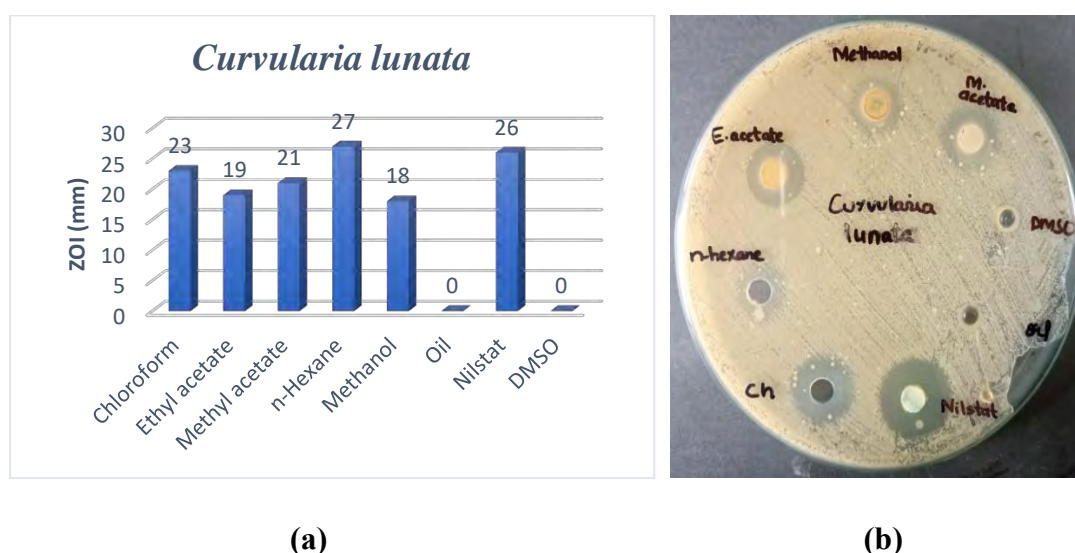 Curvularia lunata
ZOI (mm)
30
25
20
15
10
5
0
23
19
21
27
18
0
26
0
Chloroform
Ethyl acetate
Methyl acetate
n-Hexane
Methanol
Oil
Nilstat
DMSO
(a)
Methanol
M.
acetate
E.acetate
Curvularia
lunata
DMSO
n-hexane
oil
Ch
Nilstat
(b)